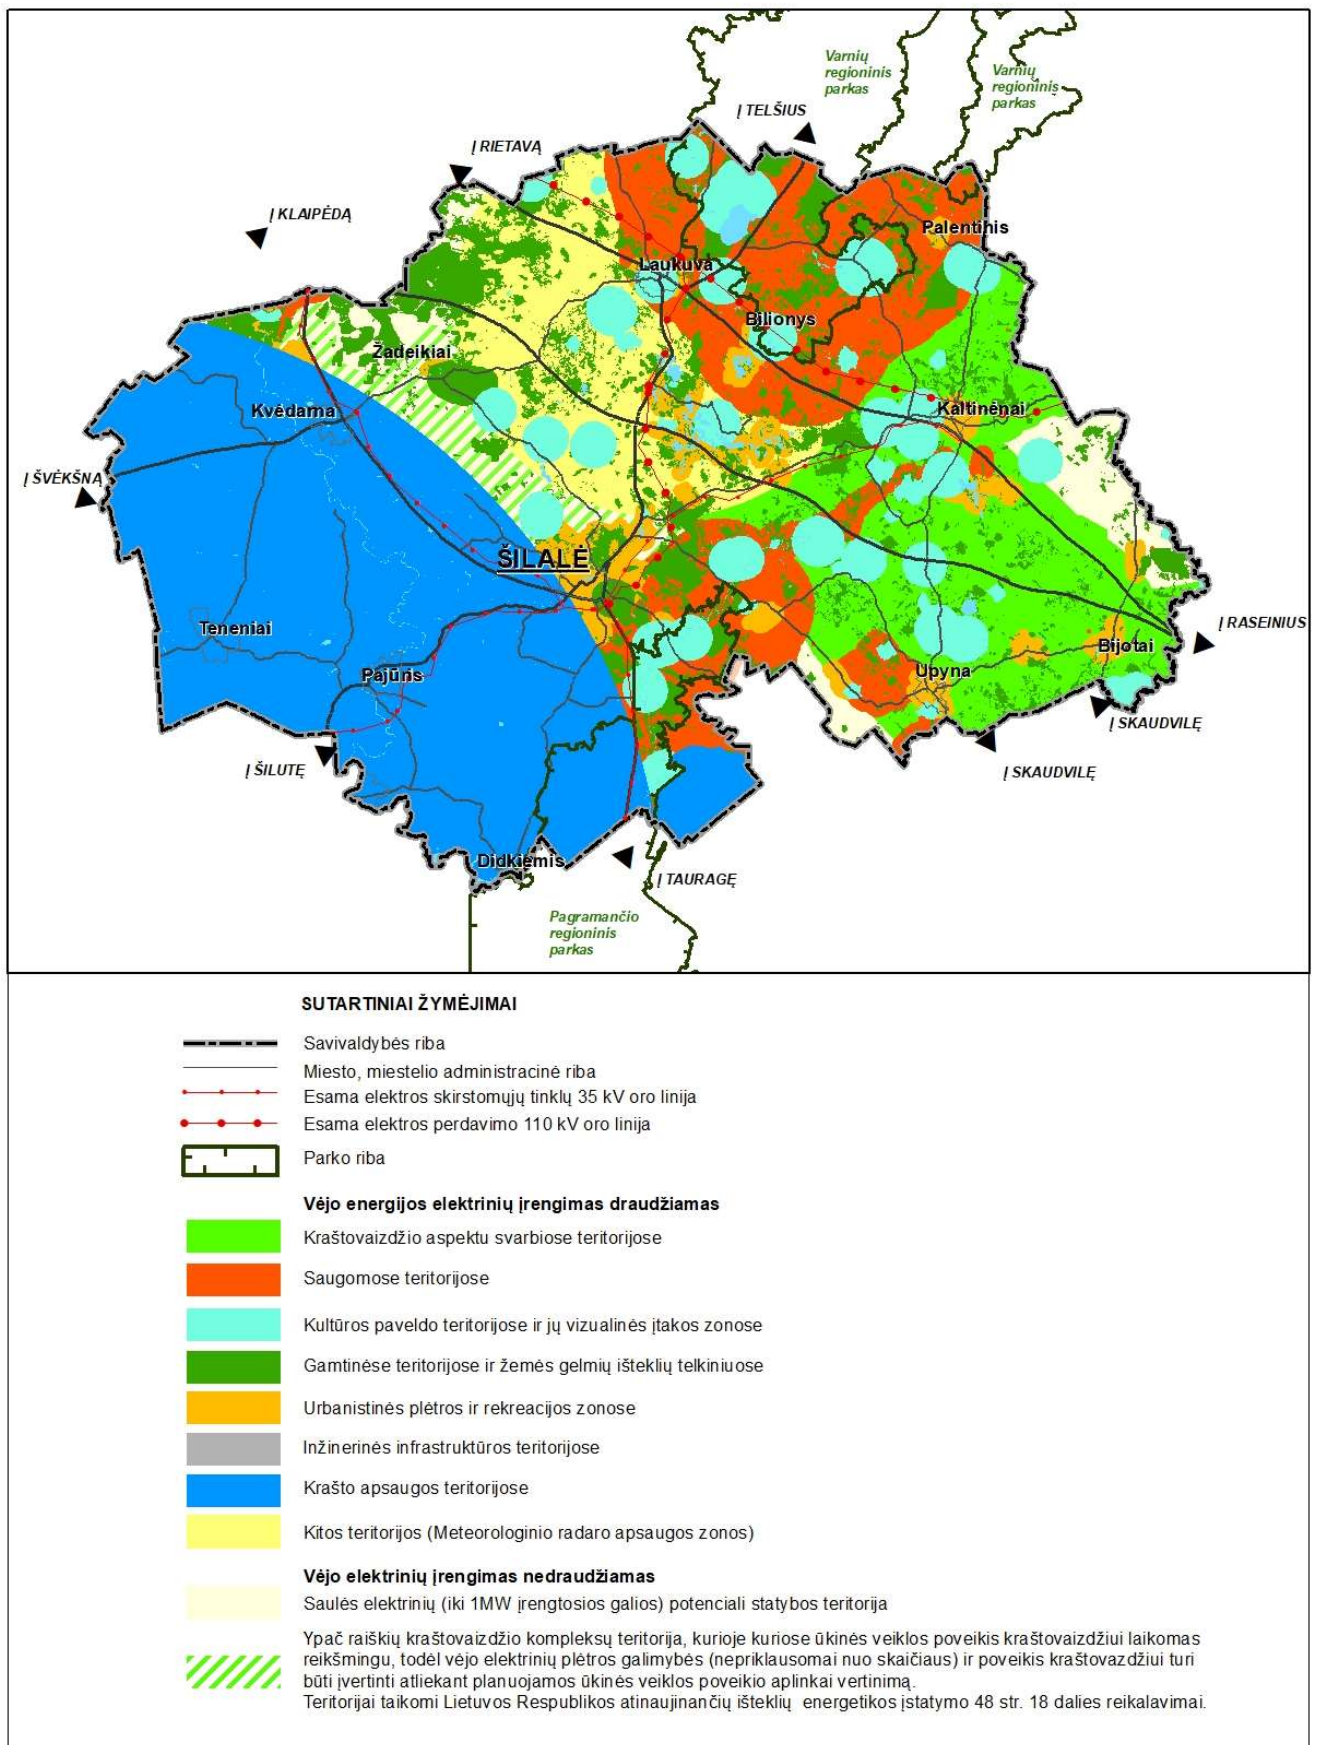 Varnių
regioninis
parkas
Varnių
regioninis
parkas
Į TELŠIUS
Į RIETAVĄ
Į KLAIPĖDĄ
Palentinis
Laukuva
Bilionys
Žadeikiai
Kvėdarna
Kaltinėnai
Į ŠVĖKŠNĄ
ŠILALĖ
Teneniai
Į RASEINIUS
Bijotai
Upyna
Pajūris
Į SKAUDVILĘ
Į ŠILUTĘ
Į SKAUDVILĘ
Didkiemis
Į TAURAGĘ
Pagramančio
regioninis
parkas
SUTARTINIAI ŽYMĖJIMAI
Savivaldybės riba
Miesto, miestelio administracinė riba
Esama elektros skirstomųjų tinklų 35 kV oro linija
Esama elektros perdavimo 110 kV oro linija
Parko riba
Vėjo energijos elektrinių įrengimas draudžiamas
Kraštovaizdžio aspektu svarbiose teritorijose
Saugomose teritorijose
Kultūros paveldo teritorijose ir jų vizualinės įtakos zonose
Gamtinėse teritorijose ir žemės gelmių išteklių telkiniuose
Urbanistinės plėtros ir rekreacijos zonose
Inžinerinės infrastruktūros teritorijose
Krašto apsaugos teritorijose
Kitos teritorijos (Meteorologinio radaro apsaugos zonos)
Vėjo elektrinių įrengimas nedraudžiamas
Saulės elektrinių (iki 1MW įrengtosios galios) potenciali statybos teritorija
Ypač raiškių kraštovaizdžio kompleksų teritorija, kurioje kuriose ūkinės veiklos poveikis kraštovaizdžiui laikomas
reikšmingu, todėl vėjo elektrinių plėtros galimybės (nepriklausomai nuo skaičiaus) ir poveikis kraštovazdžiui turi
būti įvertinti atliekant planuojamos ūkinės veiklos poveikio aplinkai vertinimą.
Teritorijai taikomi Lietuvos Respublikos atinaujinančių išteklių energetikos įstatymo 48 str. 18 dalies reikalavimai.